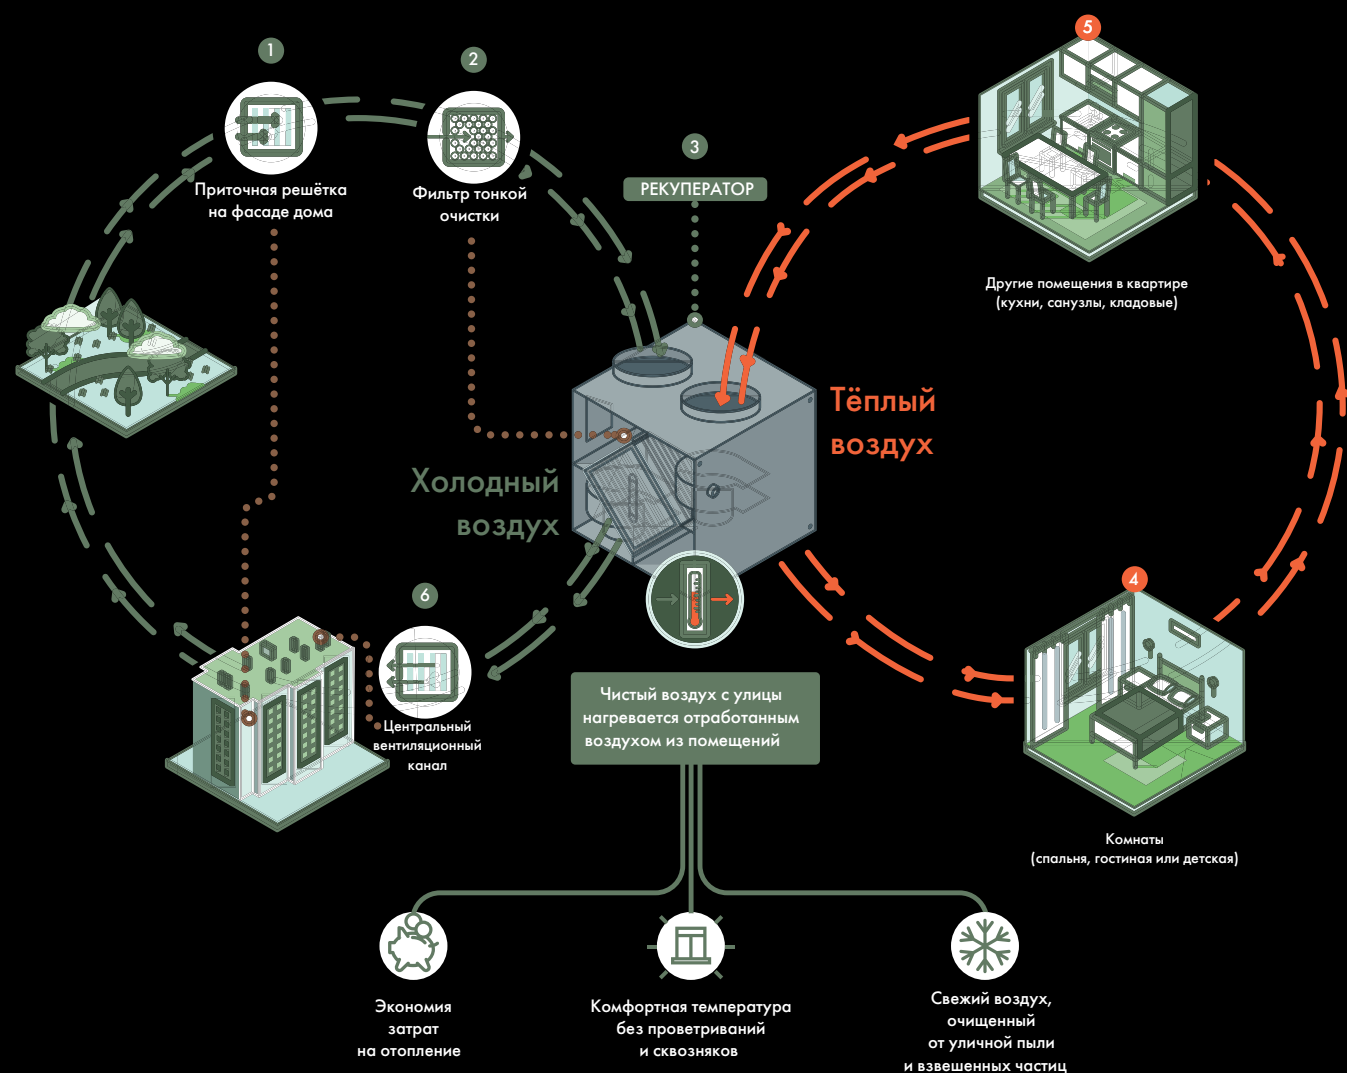 1
Приточная решётка
на фасаде дома
2
Фильтр тонкой
очистки
3
РЕКУПЕРАТОР
5
Другие помещения в квартире
(кухни, санузлы, кладовые)
Тёплый
воздух
Холодный
воздух
4
Комнаты
(спальня, гостиная или детская)
6
Центральный
вентиляционный
канал
Чистый воздух с улицы
нагревается отработанным
воздухом из помещений
Экономия
затрат
на отопление
Комфортная температура
без проветриваний
и сквозняков
Свежий воздух,
очищенный
от уличной пыли
и взвешенных частиц